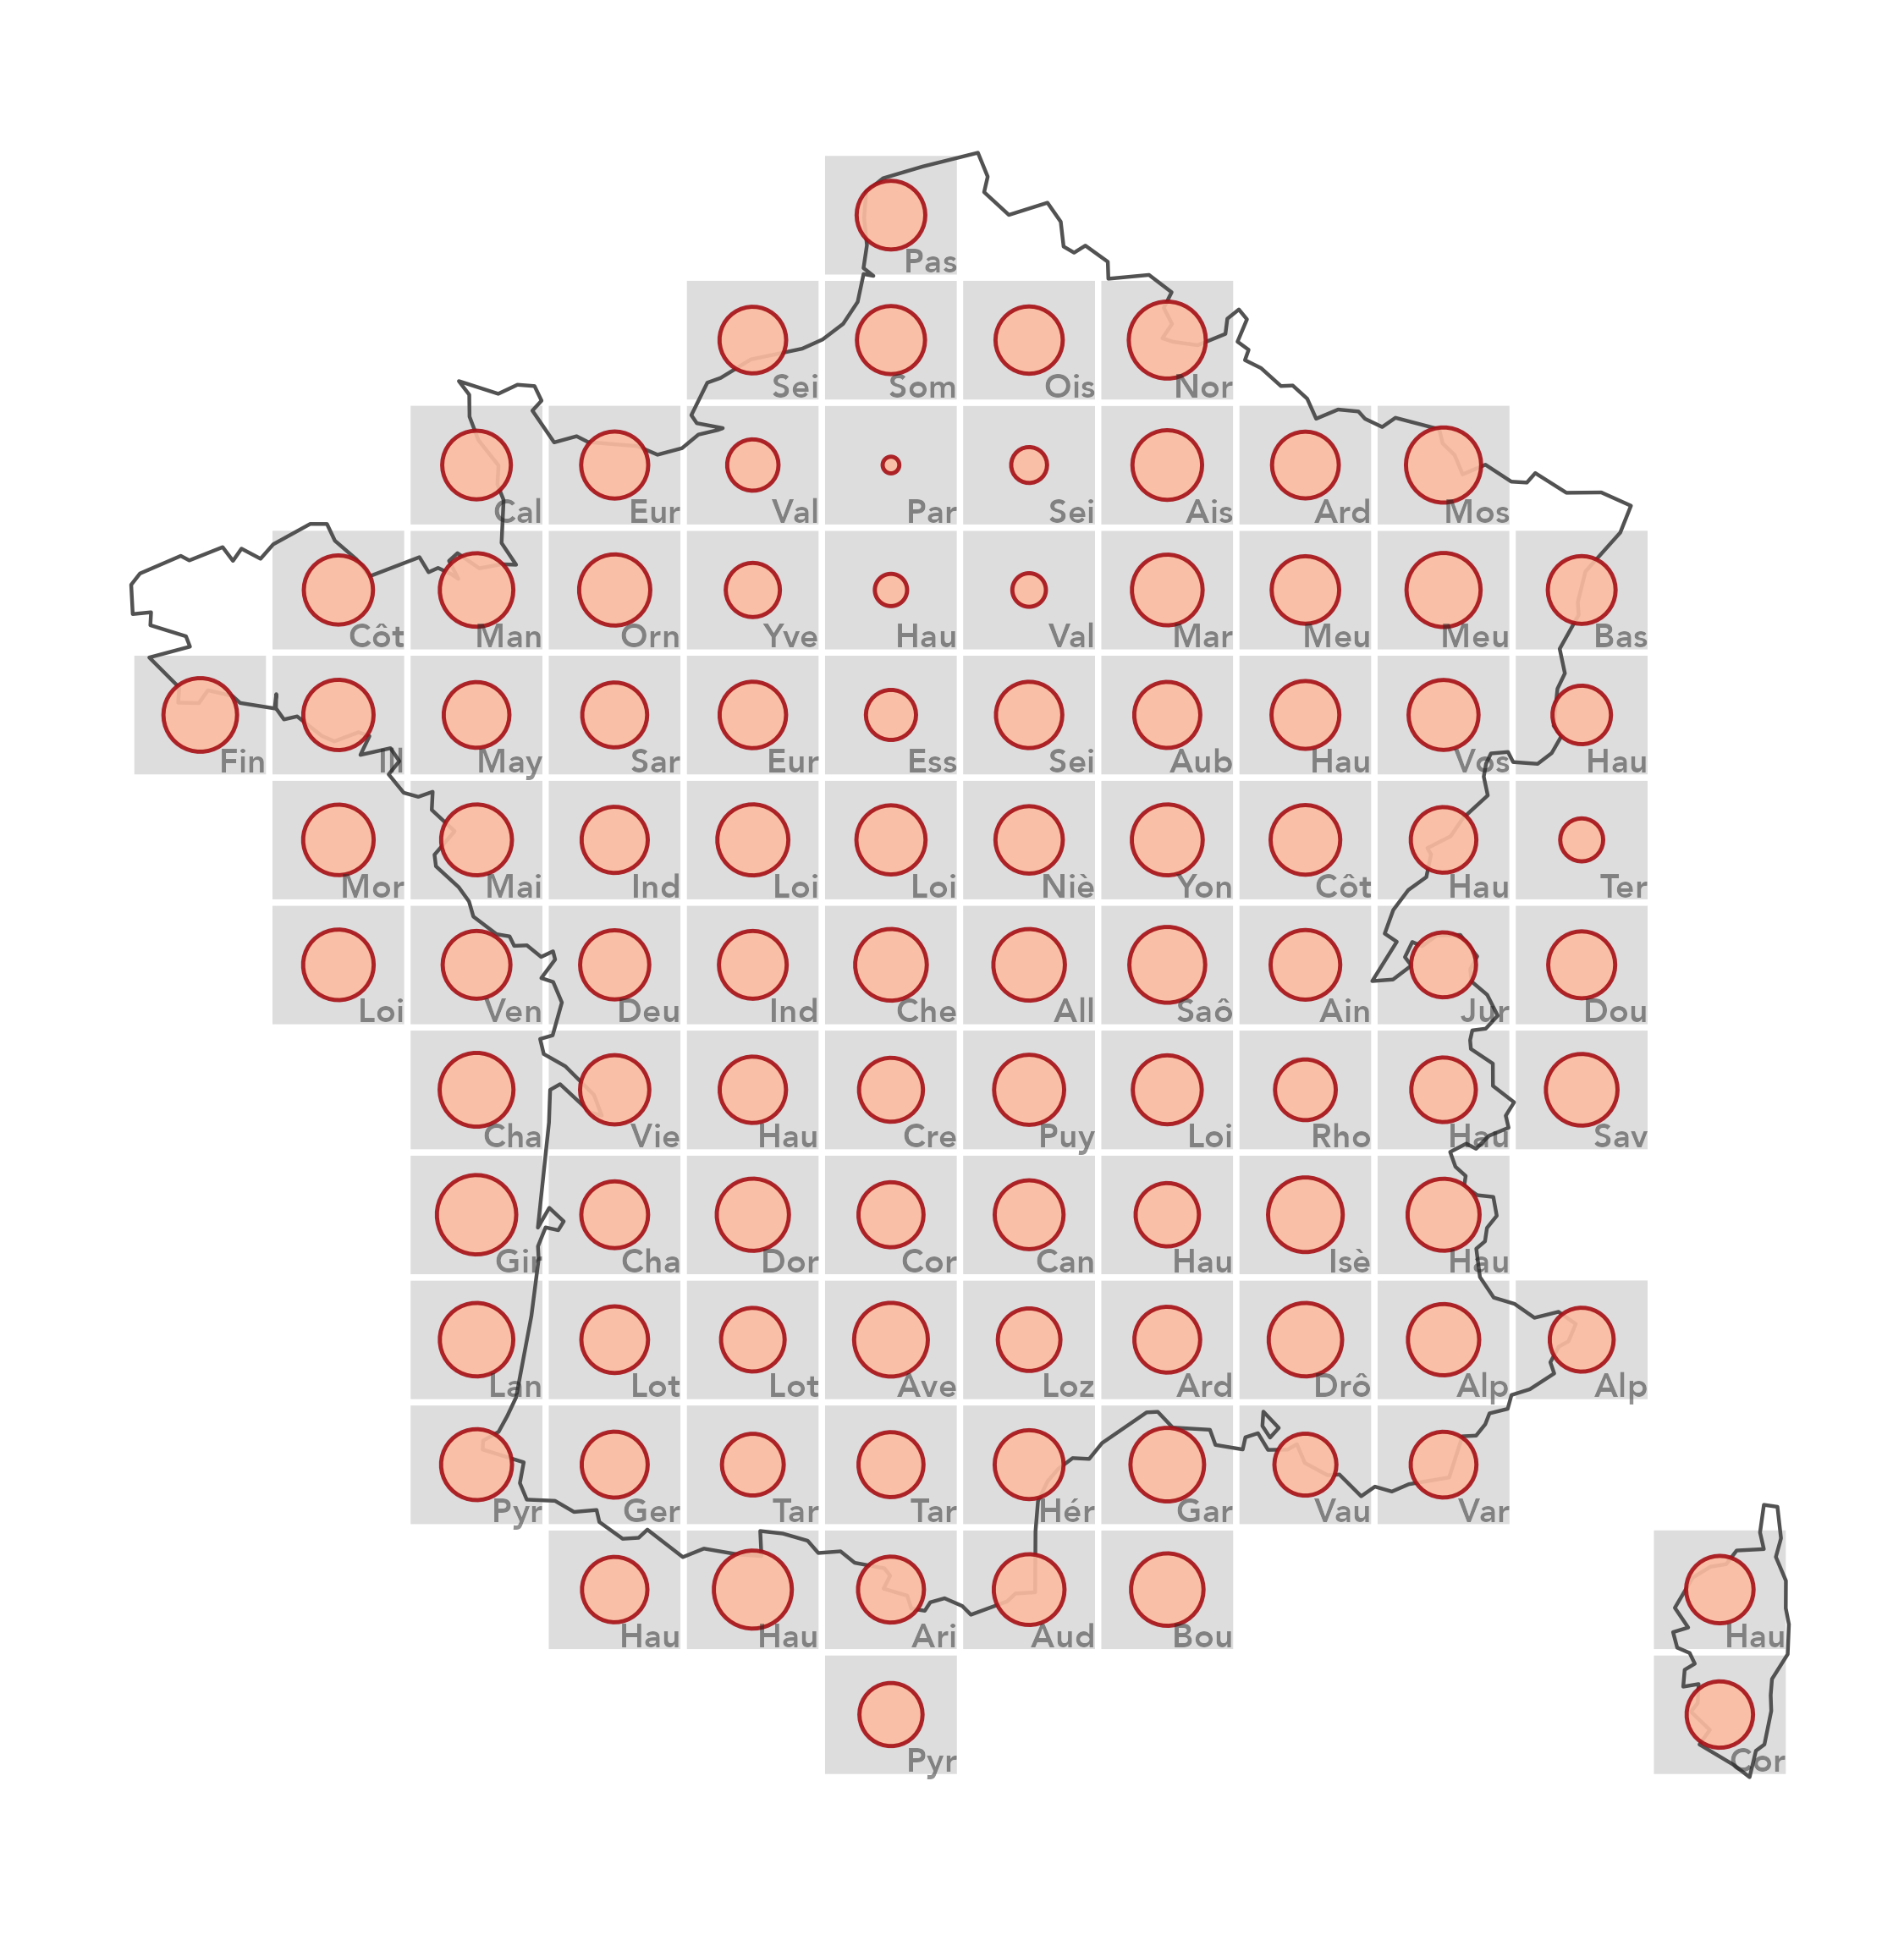 Pas
Sei Som Ois Nor
Cal Eur Val Par Sei Ais Ard Mos
Côt Man Orn Yve Hau Val Mar Meu Meu Bas
Fin Ill May Sar Eur Ess Sei Aub Hau Vos Hau
Mor Mai Ind Loi Loi Niè Yon Côt Hau Ter
Loi Ven Deu Ind Che All Saô Ain Jur Dou
Cha Vie Hau Cre Puy Loi Rho Hau Sav
Gir Cha Dor Cor Can Hau Isè Hau
Lan Lot Lot Ave Loz Ard Drô Alp Alp
Pyr Ger Tar Tar Hér Gar Vau Var
Hau Hau Ari Aud Bou Hau
Pyr Cor